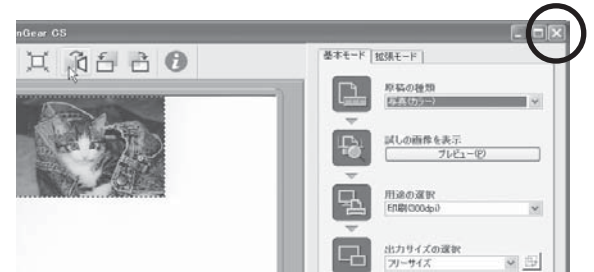 nGear CS
基本モード 拡張モード
原稿の種類
写真(カラー)
試しの画像を表示
プレビュー(P)
用途の選択
印刷(300dpi)
出力サイズの選択
フリーサイズ